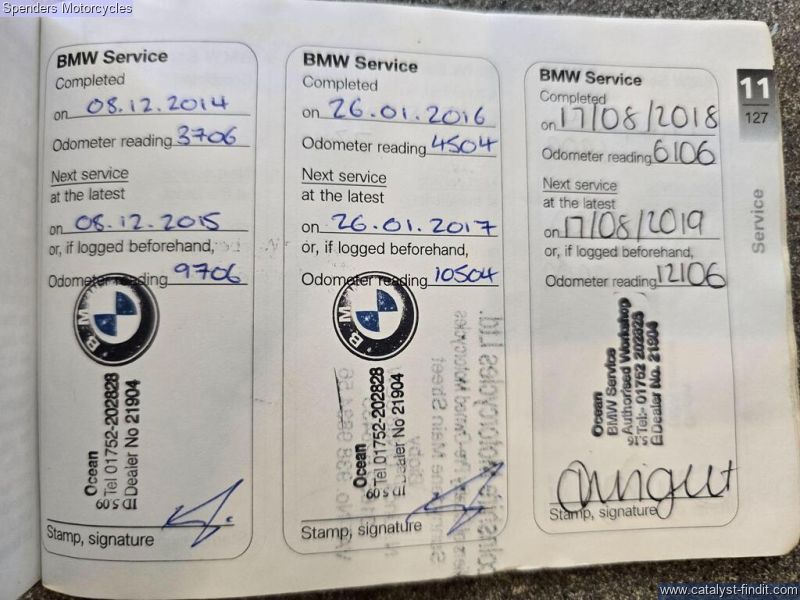 Spenders Motorcycles
BMW Service
Completed
on 08.12.2014
Odometer reading 3706
Next service
at the latest
on 08.12.2015
or, if logged beforehand,
Odometer reading 9706
BM
Ocean
Tel 01752-202828
Dealer No 21904
Stamp, signature
BMW Service
Completed
on 26.01.2016
Odometer reading 4504
Next service
at the latest
on 26.01.2017
or, if logged beforehand,
Odometer reading 10504
BM
Ocean
Tel 01752-202828
Dealer No 21904
Stamp, signature
BMW Service
Completed
on 17/08/2018
Odometer reading 6106
Next service
at the latest
on 17/08/2019
or, if logged beforehand,
Odometer reading 12106
Ocean
BMW Service
Authorised Workshop
Tel:- 01752 202828
Dealer No. 21904
Stamp, signature
11
127
Service
www.catalyst-findit.com